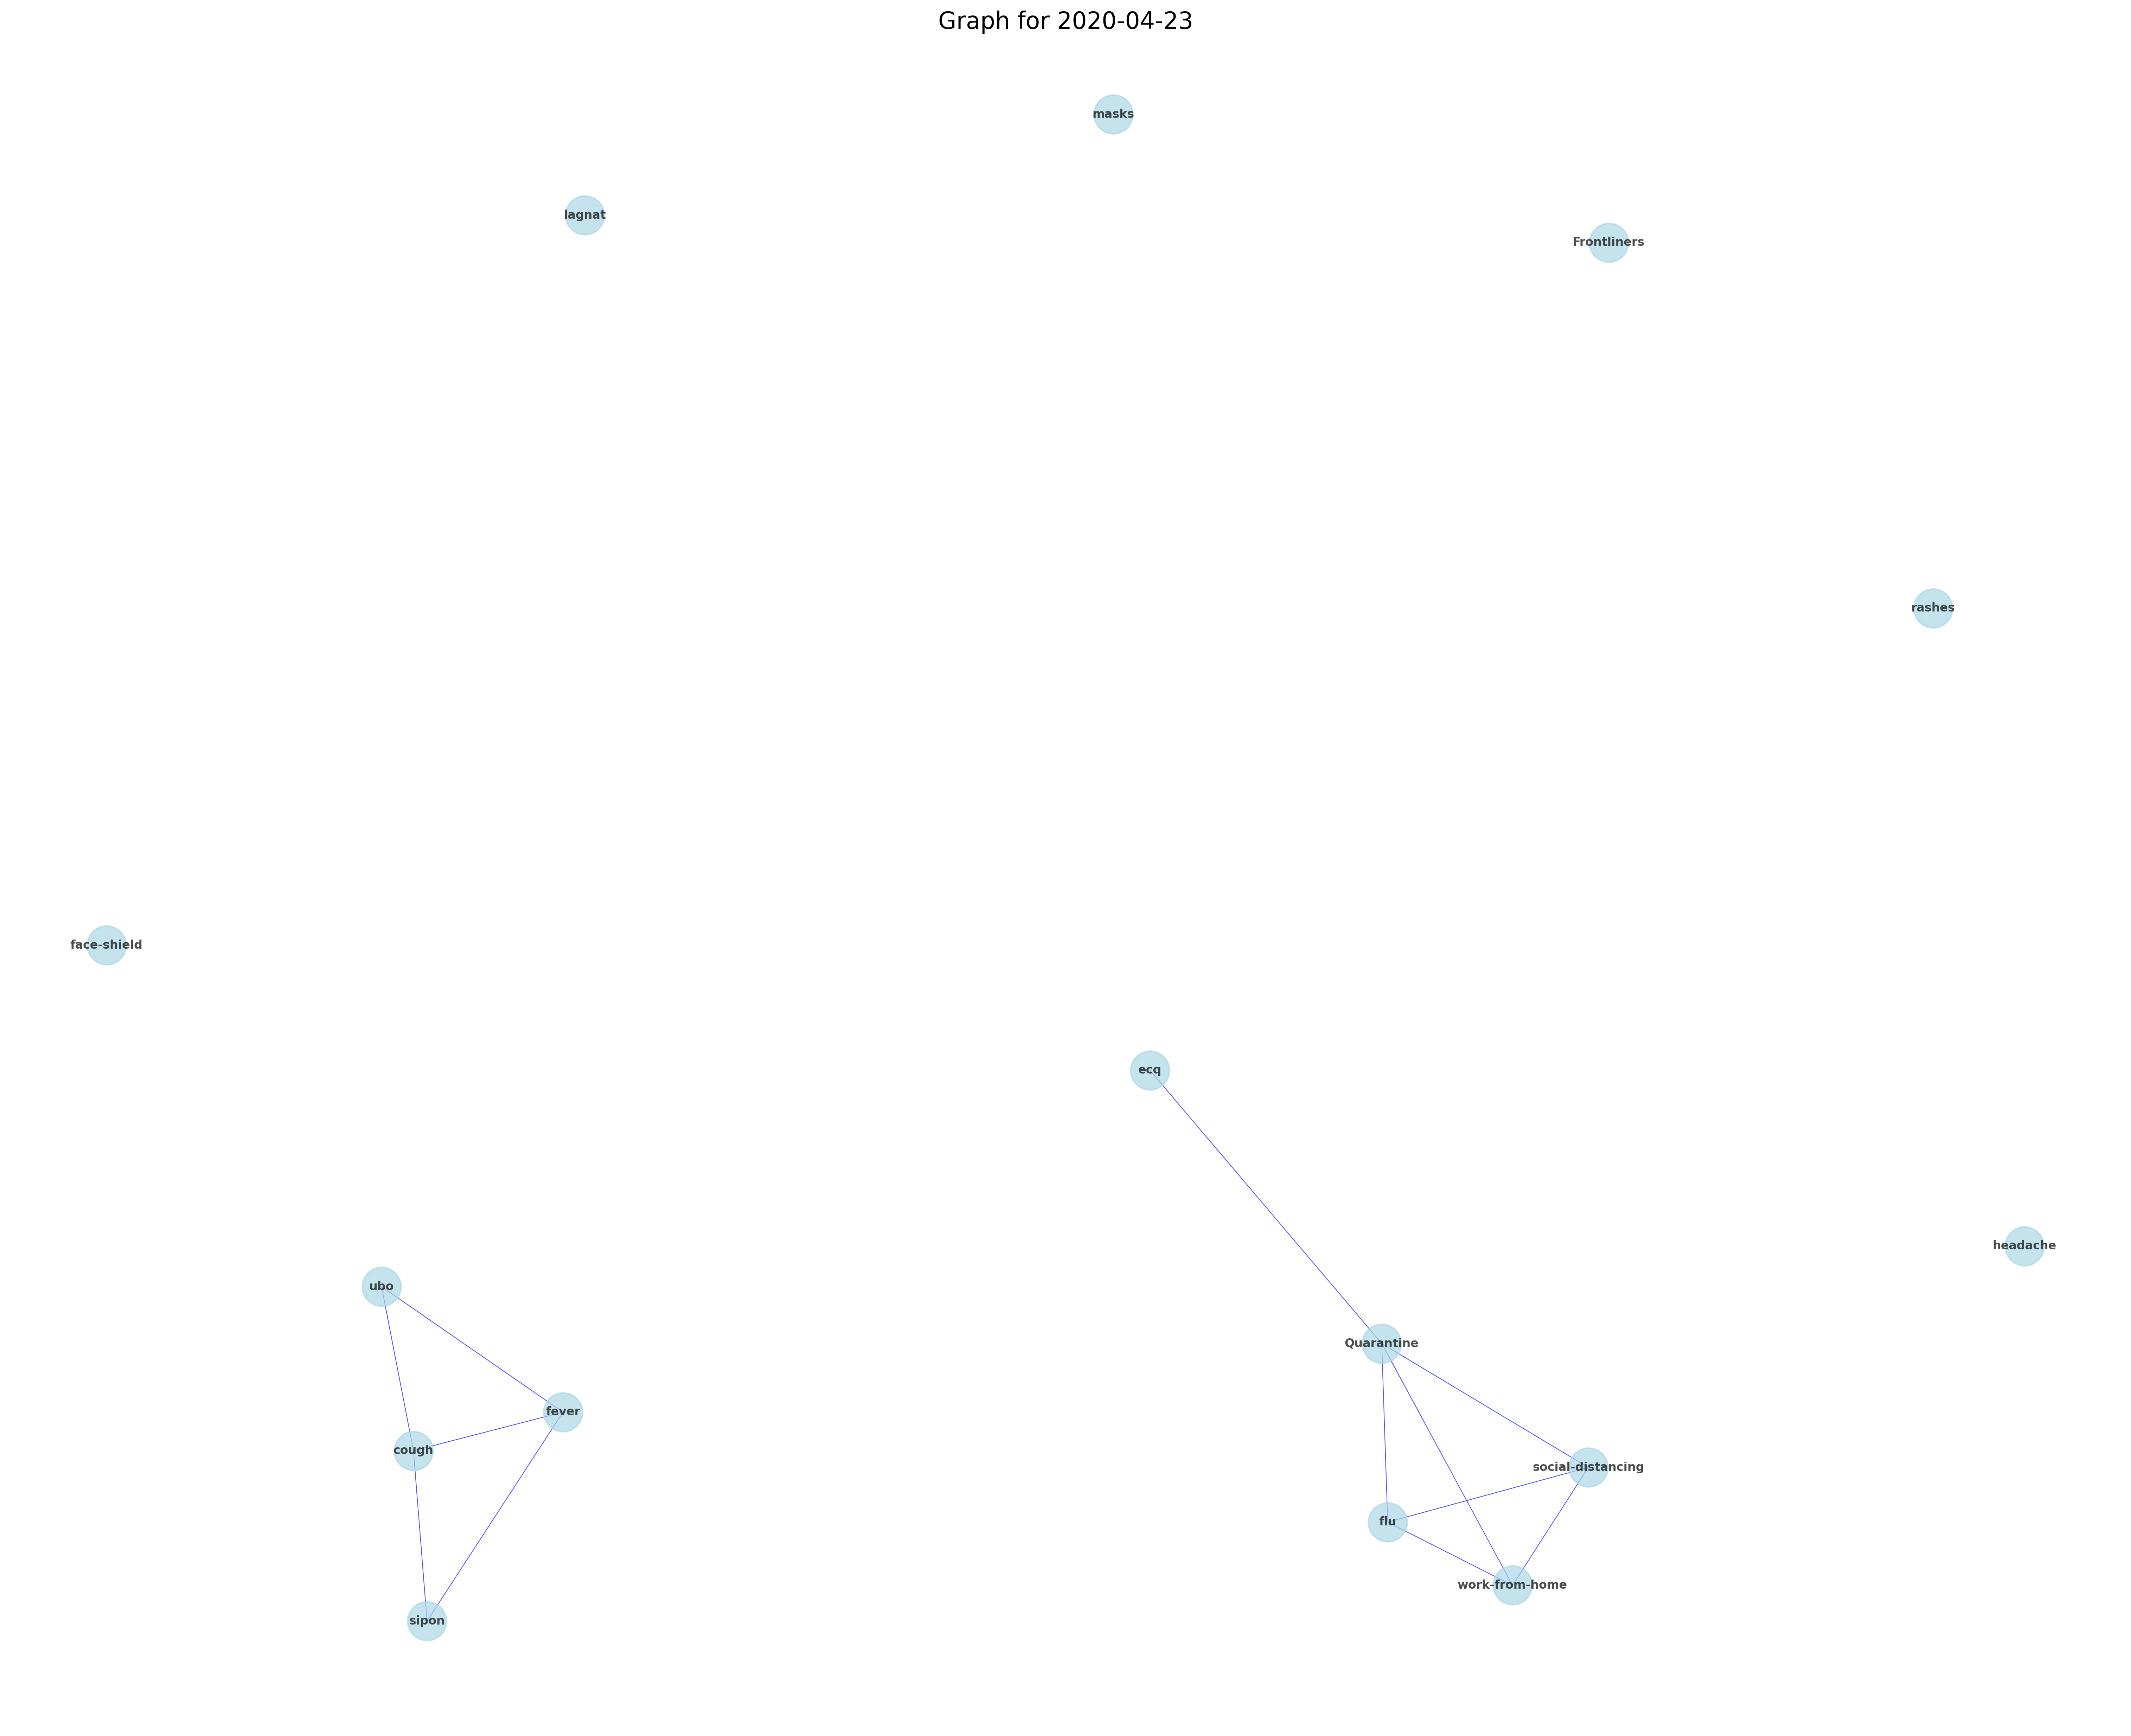 Graph for 2020-04-23
masks
lagnat
Frontliners
rashes
face-shield
ecq
headache
ubo
Quarantine
fever
cough
social-distancing
flu
work-from-home
sipon